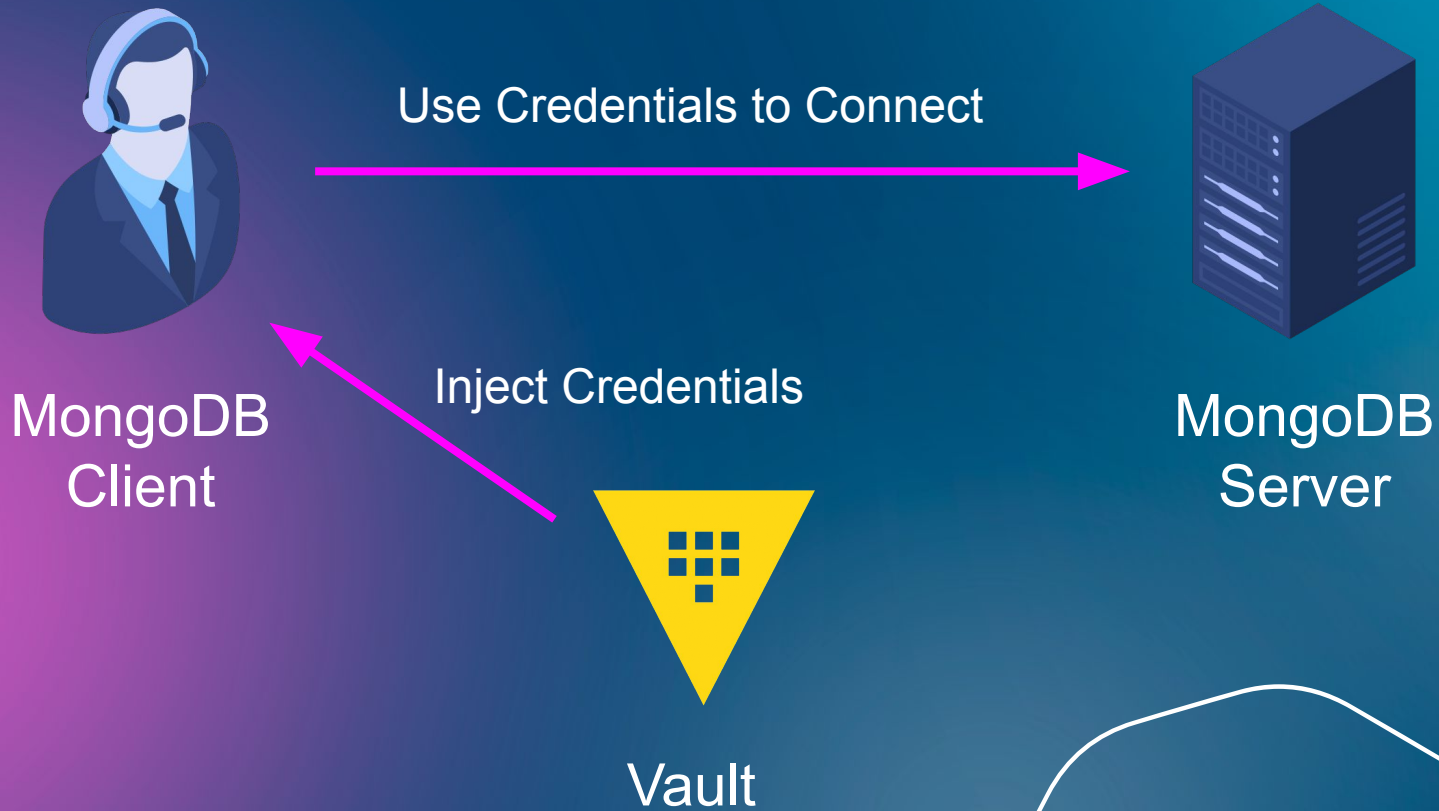 Use Credentials to Connect
Inject Credentials
MongoDB
Client
MongoDB
Server
Vault